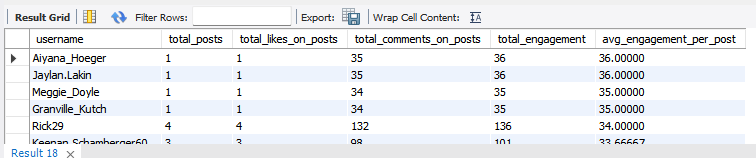 Result Grid Filter Rows: Export: Wrap Cell Content:
username total_posts total_likes_on_posts total_comments_on_posts total_engagement avg_engagement_per_post
Aiyana_Hoeger 1 1 35 36 36.00000
Jaylan.Lakin 1 1 35 36 36.00000
Meggie_Doyle 1 1 34 35 35.00000
Granville_Kutch 1 1 34 35 35.00000
Rick29 4 4 132 136 34.00000
Keenan.Schamberger60 3 3 98 101 33.66667
Result 18